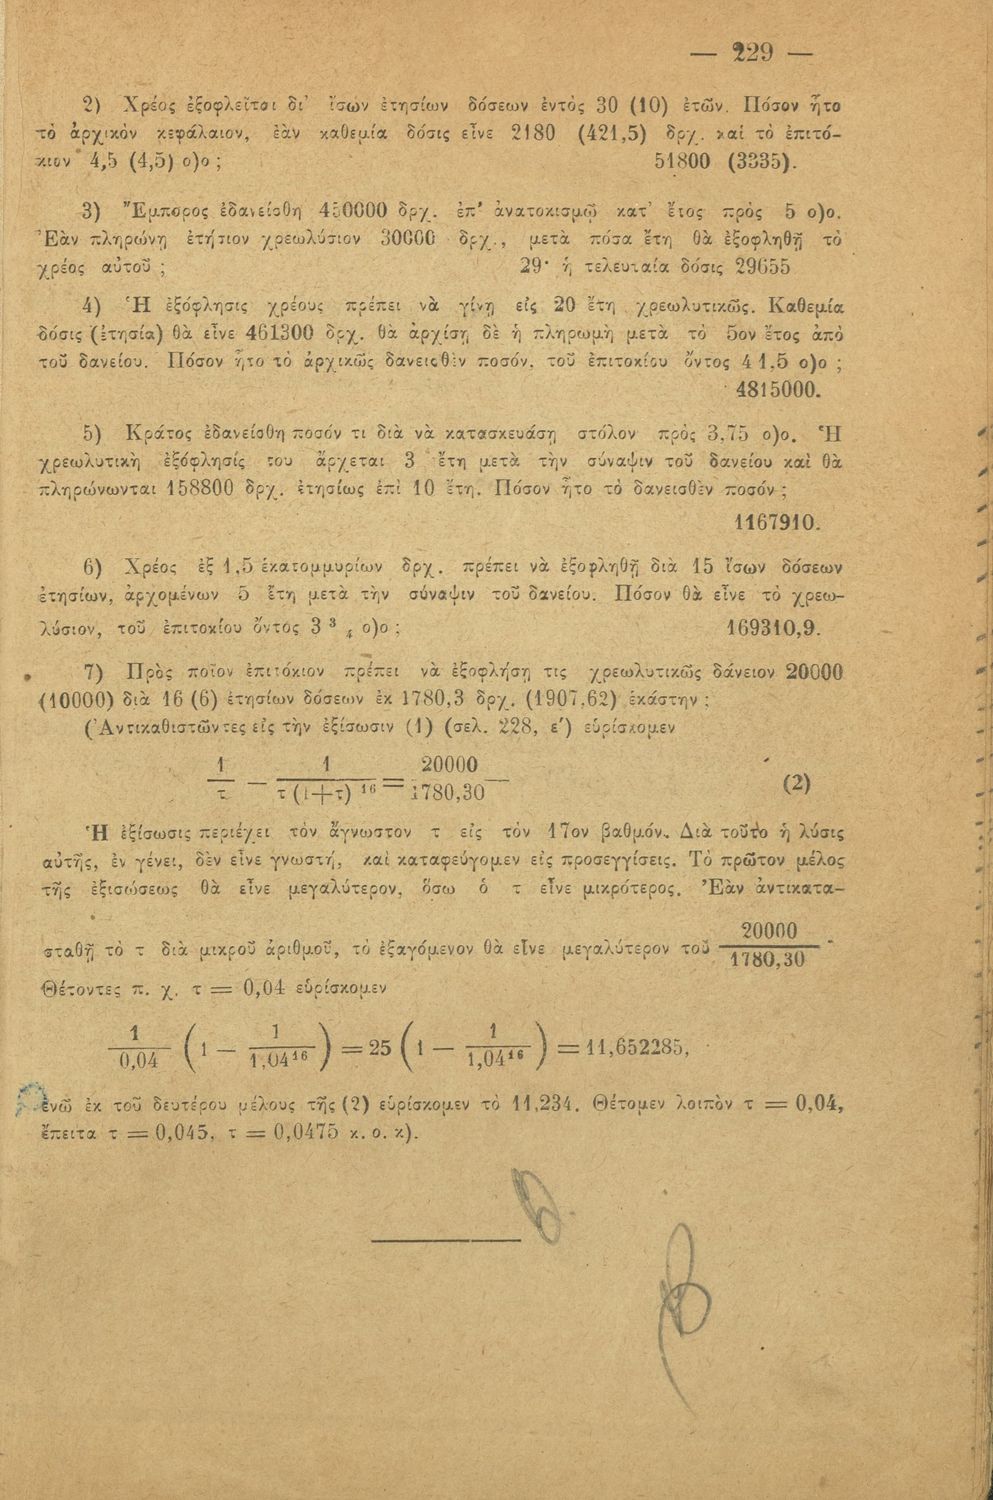 — 229 —
2) Χρέος ἐξοφλεῖται δι' ἴσων ἐτησίων δόσεων ἐντὸς 30 (10) ἐτῶν. Πόσον ἦτο
τὸ ἀρχικὸν κεφάλαιον, ἐὰν καθεμία δόσις εἶνε 2180 (421,5) δρχ. καὶ τὸ ἐπιτό-
κιον 4,5 (4,5) ο)ο ; 51800 (3335).
3) Ἔμπορος ἐδανείσθη 450000 δρχ. ἐπ' ἀνατοκισμῷ κατ' ἔτος πρὸς 5 ο)ο.
Ἐὰν πληρώνῃ ἐτήσιον χρεωλύσιον 30000 δρχ., μετὰ πόσα ἔτη θὰ ἐξοφληθῇ τὸ
χρέος αὐτοῦ ; 29· ἡ τελευταία δόσις 29655
4) Ἡ ἐξόφλησις χρέους πρέπει νὰ γίνῃ εἰς 20 ἔτη χρεωλυτικῶς. Καθεμία
δόσις (ἐτησία) θὰ εἶνε 461300 δρχ. θὰ ἀρχίσῃ δὲ ἡ πληρωμὴ μετὰ τὸ 5ον ἔτος ἀπὸ
τοῦ δανείου. Πόσον ἦτο τὸ ἀρχικῶς δανεισθὲν ποσόν, τοῦ ἐπιτοκίου ὄντος 4 1,5 ο)ο ;
4815000.
5) Κράτος ἐδανείσθη ποσόν τι διὰ νὰ κατασκευάσῃ στόλον πρὸς 3,75 ο)ο. Ἡ
χρεωλυτικὴ ἐξόφλησίς του ἄρχεται 3 ἔτη μετὰ τὴν σύναψιν τοῦ δανείου καὶ θὰ
πληρώνωνται 158800 δρχ. ἐτησίως ἐπὶ 10 ἔτη. Πόσον ἦτο τὸ δανεισθὲν ποσόν ;
1167910.
6) Χρέος ἐξ 1,5 ἑκατομμυρίων δρχ. πρέπει νὰ ἐξοφληθῇ διὰ 15 ἴσων δόσεων
ἐτησίων, ἀρχομένων 5 ἔτη μετὰ τὴν σύναψιν τοῦ δανείου. Πόσον θὰ εἶνε τὸ χρεω-
λύσιον, τοῦ ἐπιτοκίου ὄντος 3 3/4 ο)ο ; 169310,9.
7) Πρὸς ποῖον ἐπιτόκιον πρέπει νὰ ἐξοφλήσῃ τις χρεωλυτικῶς δάνειον 20000
(10000) διὰ 16 (6) ἐτησίων δόσεων ἐκ 1780,3 δρχ. (1907,62) ἑκάστην ;
(Ἀντικαθιστῶντες εἰς τὴν ἐξίσωσιν (1) (σελ. 228, ε') εὑρίσκομεν
1/τ — 1/τ(1+τ)^16 = 20000/1780,30 (2)
Ἡ ἐξίσωσις περιέχει τὸν ἄγνωστον τ εἰς τὸν 17ον βαθμόν. Διὰ τοῦτο ἡ λύσις
αὐτῆς, ἐν γένει, δὲν εἶνε γνωστή, καὶ καταφεύγομεν εἰς προσεγγίσεις. Τὸ πρῶτον μέλος
τῆς ἐξισώσεως θὰ εἶνε μεγαλύτερον, ὅσω ὁ τ εἶνε μικρότερος. Ἐὰν ἀντικατα-
σταθῇ τὸ τ διὰ μικροῦ ἀριθμοῦ, τὸ ἐξαγόμενον θὰ εἶνε μεγαλύτερον τοῦ 20000/1780,30 ·
Θέτοντες π. χ. τ = 0,04 εὑρίσκομεν
1/0,04 (1 — 1/1,04^16) = 25 (1 — 1/1,04^16) = 11,652285,
ἐνῶ ἐκ τοῦ δευτέρου μέλους τῆς (2) εὑρίσκομεν τὸ 11,234. Θέτομεν λοιπὸν τ = 0,04,
ἔπειτα τ = 0,045, τ = 0,0475 κ. ο. κ).